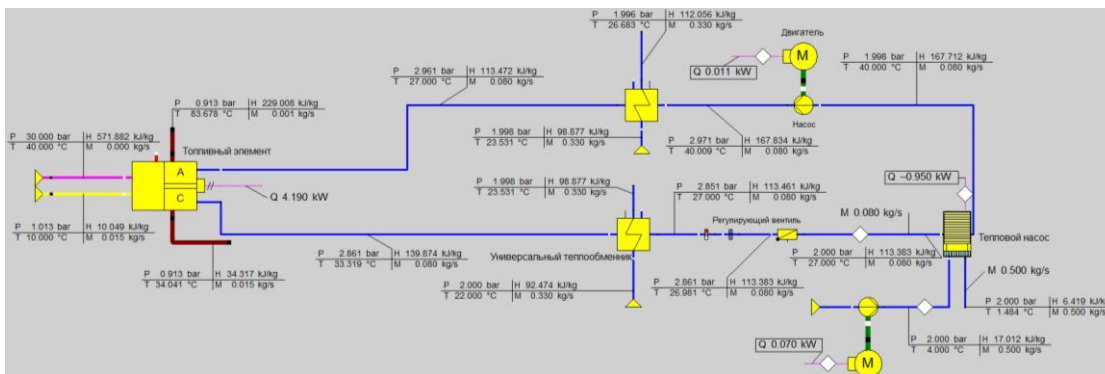 P 1.996 bar H 112.056 kJ/kg
T 26.683 °C M 0.330 kg/s
Двигатель
M
Q 0.011 kW
P 1.998 bar H 167.712 kJ/kg
T 40.000 °C M 0.080 kg/s
P 2.961 bar H 113.472 kJ/kg
T 27.000 °C M 0.080 kg/s
P 0.913 bar H 229.008 kJ/kg
T 83.678 °C M 0.001 kg/s
P 30.000 bar H 571.882 kJ/kg
T 40.000 °C M 0.000 kg/s
Топливный элемент
P 1.998 bar H 98.877 kJ/kg
T 23.531 °C M 0.330 kg/s
Насос
P 2.971 bar H 167.834 kJ/kg
T 40.009 °C M 0.080 kg/s
A
C
Q 4.190 kW
P 1.998 bar H 98.877 kJ/kg
T 23.531 °C M 0.330 kg/s
P 2.851 bar H 113.461 kJ/kg
T 27.000 °C M 0.080 kg/s
Q −0.950 kW
Регулирующий вентиль
M 0.080 kg/s
Тепловой насос
P 1.013 bar H 10.049 kJ/kg
T 10.000 °C M 0.015 kg/s
P 2.861 bar H 139.874 kJ/kg
T 33.319 °C M 0.080 kg/s
Универсальный теплообменник
P 2.000 bar H 113.383 kJ/kg
T 27.000 °C M 0.080 kg/s
P 0.913 bar H 34.317 kJ/kg
T 34.041 °C M 0.015 kg/s
P 2.000 bar H 92.474 kJ/kg
T 22.000 °C M 0.330 kg/s
P 2.861 bar H 113.383 kJ/kg
T 26.981 °C M 0.080 kg/s
M 0.500 kg/s
P 2.000 bar H 6.419 kJ/kg
T 1.484 °C M 0.500 kg/s
P 2.000 bar H 17.012 kJ/kg
T 4.000 °C M 0.500 kg/s
Q 0.070 kW
M